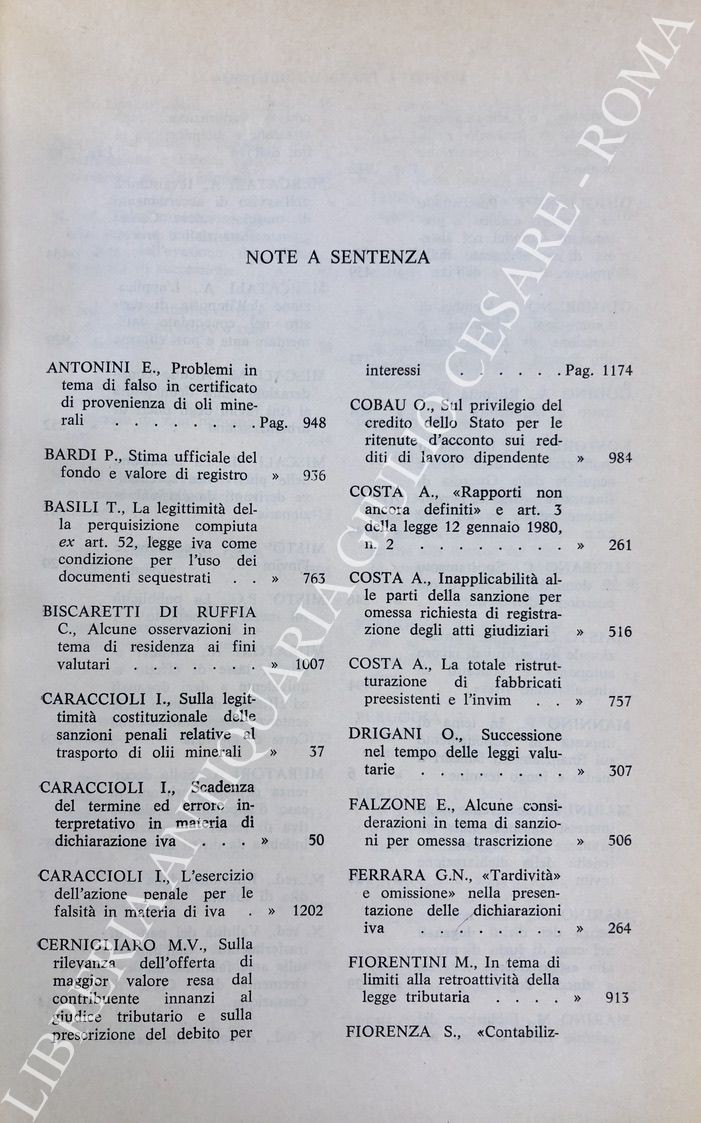 NOTE A SENTENZA
ANTONINI E., Problemi in
tema di falso in certificato
di provenienza di oli mine-
rali . . . . . . . . Pag. 948
BARDI P., Stima ufficiale del
fondo e valore di registro » 936
BASILI T., La legittimità del-
la perquisizione compiuta
ex art. 52, legge iva come
condizione per l'uso dei
documenti sequestrati . . » 763
BISCARETTI DI RUFFIA
C., Alcune osservazioni in
tema di residenza ai fini
valutari . . . . . . » 1007
CARACCIOLI I., Sulla legit-
timità costituzionale delle
sanzioni penali relative al
trasporto di olii minerali » 37
CARACCIOLI I., Scadenza
del termine ed errore in-
terpretativo in materia di
dichiarazione iva . . . » 50
CARACCIOLI I., L'esercizio
dell'azione penale per le
falsità in materia di iva . » 1202
CERNIGLIARO M.V., Sulla
rilevanza dell'offerta di
maggior valore resa dal
contribuente innanzi al
giudice tributario e sulla
prescrizione del debito per
interessi . . . . . . Pag. 1174
COBAU O., Sul privilegio del
credito dello Stato per le
ritenute d'acconto sui red-
diti di lavoro dipendente » 984
COSTA A., «Rapporti non
ancora definiti» e art. 3
della legge 12 gennaio 1980,
n. 2 . . . . . . . . » 261
COSTA A., Inapplicabilità al-
le parti della sanzione per
omessa richiesta di registra-
zione degli atti giudiziari » 516
COSTA A., La totale ristrut-
turazione di fabbricati
preesistenti e l'invim . . » 757
DRIGANI O., Successione
nel tempo delle leggi valu-
tarie . . . . . . . . » 307
FALZONE E., Alcune consi-
derazioni in tema di sanzio-
ni per omessa trascrizione » 506
FERRARA G.N., «Tardività»
e omissione» nella presen-
tazione delle dichiarazioni
iva . . . . . . . . » 264
FIORENTINI M., In tema di
limiti alla retroattività della
legge tributaria . . . . » 913
FIORENZA S., «Contabiliz-
LIBRERIA ANTIQUARIA GIULIO CESARE - ROMA